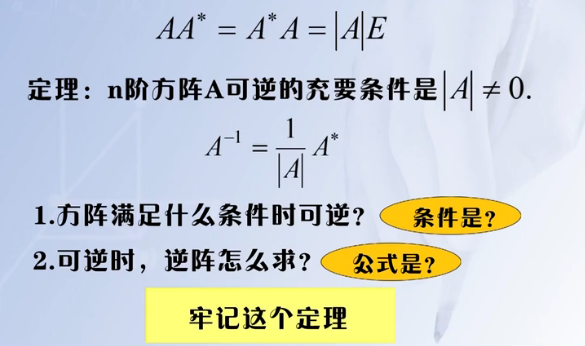 AA* = A*A = |A|E
定理：n阶方阵A可逆的充要条件是|A| ≠ 0.
A⁻¹ = 1/|A| A*
1.方阵满足什么条件时可逆? 条件是?
2.可逆时，逆阵怎么求? 公式是?
牢记这个定理